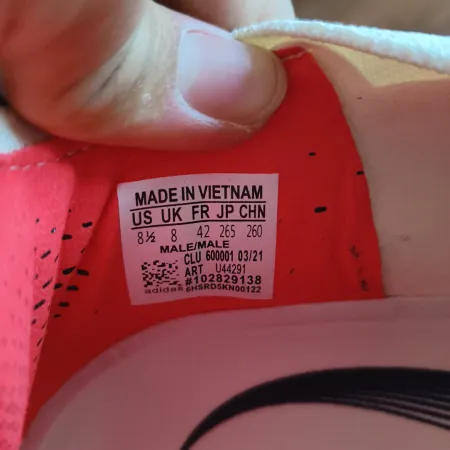 MADE IN VIETNAM
US UK FR JP CHN
8½ 8 42 265 260
MALE/MALE
CLU 600001 03/21
ART U44291
#102829138
adidas 6HSRD5KN00122